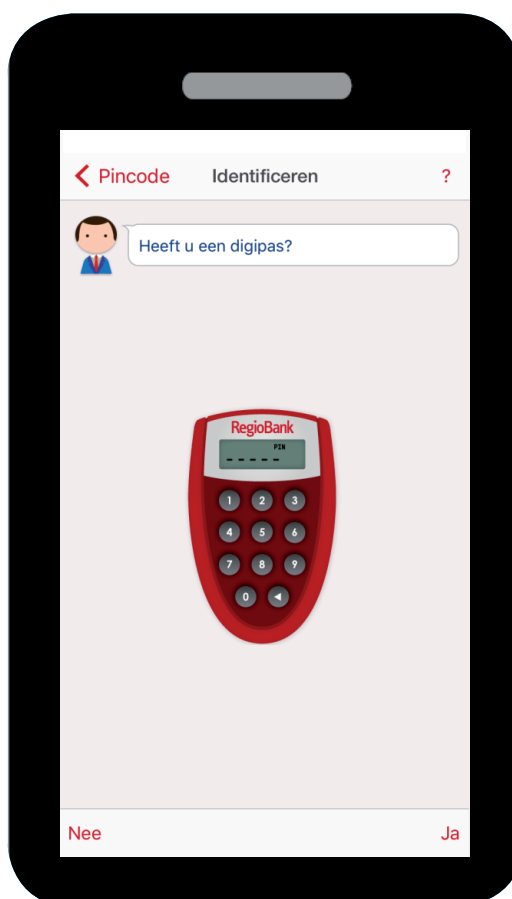 Pincode Identificeren ?
Heeft u een digipas?
RegioBank
PIN
- - - - -
1 2 3
4 5 6
7 8 9
0
Nee Ja